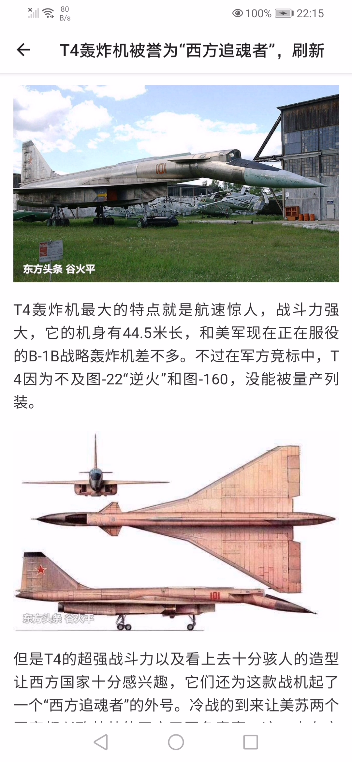 80
B/s
100%
22:15
T4轰炸机被誉为“西方追魂者”，刷新
101
东方头条 谷火平
T4轰炸机最大的特点就是航速惊人，战斗力强
大，它的机身有44.5米长，和美军现在正在服役
的B-1B战略轰炸机差不多。不过在军方竞标中，T
4因为不及图-22“逆火”和图-160，没能被量产列
装。
101
东方头条 谷火平
但是T4的超强战斗力以及看上去十分骇人的造型
让西方国家十分感兴趣，它们还为这款战机起了
一个“西方追魂者”的外号。冷战的到来让美苏两个